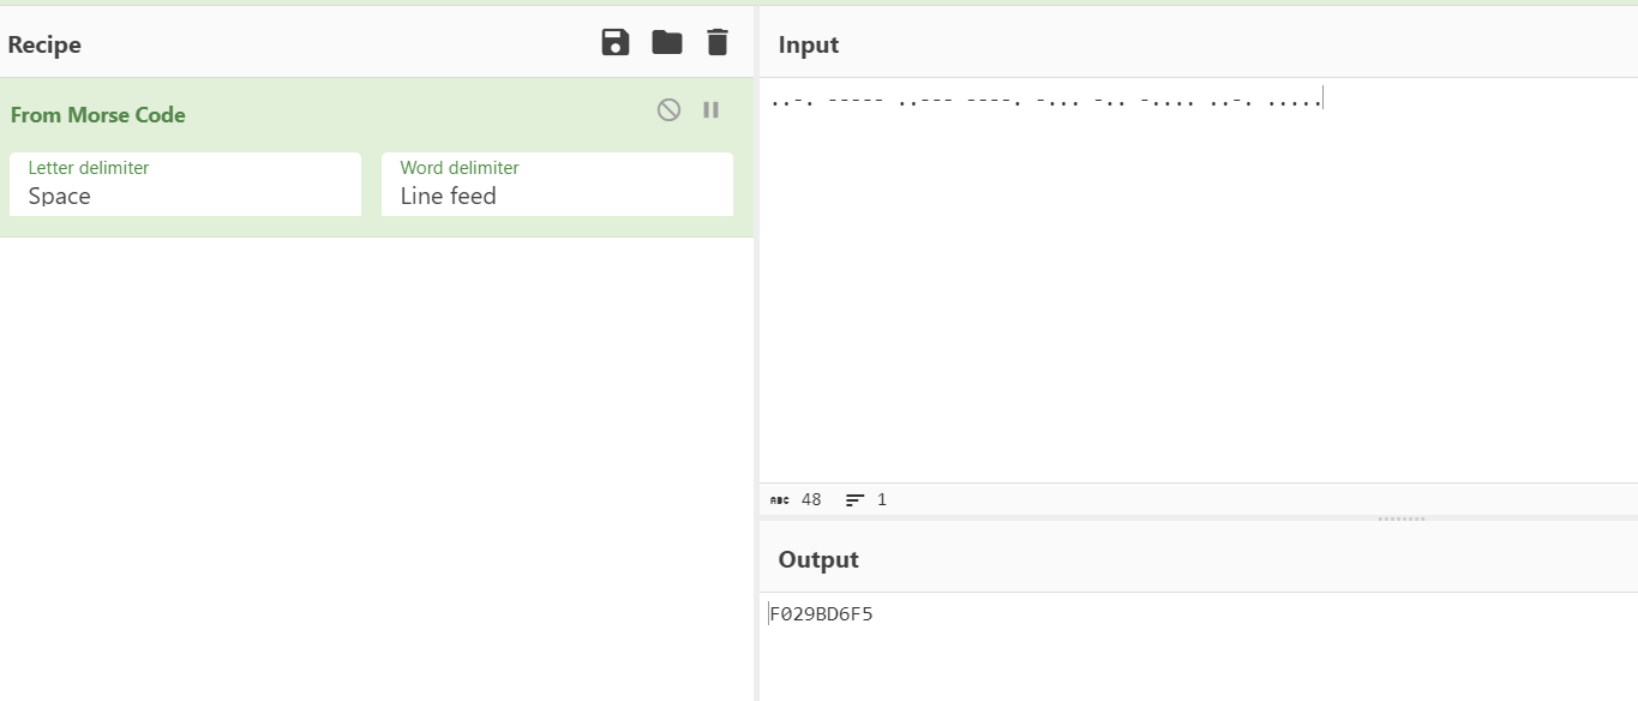 Recipe
From Morse Code
Letter delimiter
Space
Word delimiter
Line feed
Input
..-. ----- ..--- ----. -... -.. -.... ..-. .....
ABC 48 1
Output
F029BD6F5